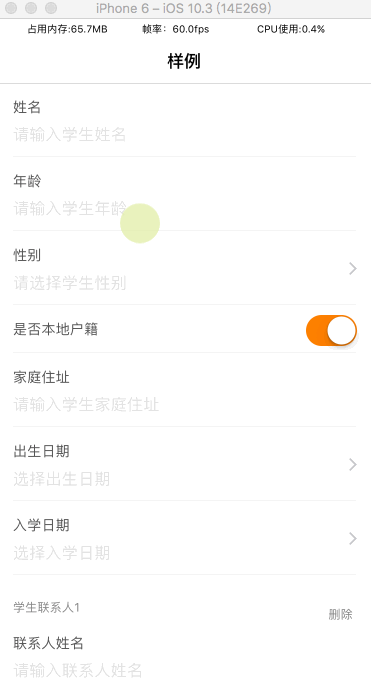 iPhone 6 – iOS 10.3 (14E269)
占用内存:65.7MB 帧率：60.0fps CPU使用:0.4%
样例
姓名
请输入学生姓名
年龄
请输入学生年龄
性别
请选择学生性别
是否本地户籍
家庭住址
请输入学生家庭住址
出生日期
选择出生日期
入学日期
选择入学日期
学生联系人1 删除
联系人姓名
请输入联系人姓名